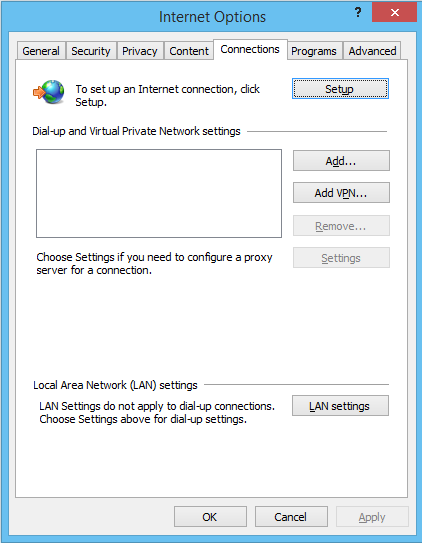 Internet Options
?
General Security Privacy Content Connections Programs Advanced
To set up an Internet connection, click
Setup.
Setup
Dial-up and Virtual Private Network settings
Add...
Add VPN...
Remove...
Choose Settings if you need to configure a proxy
server for a connection.
Settings
Local Area Network (LAN) settings
LAN Settings do not apply to dial-up connections.
Choose Settings above for dial-up settings.
LAN settings
OK Cancel Apply